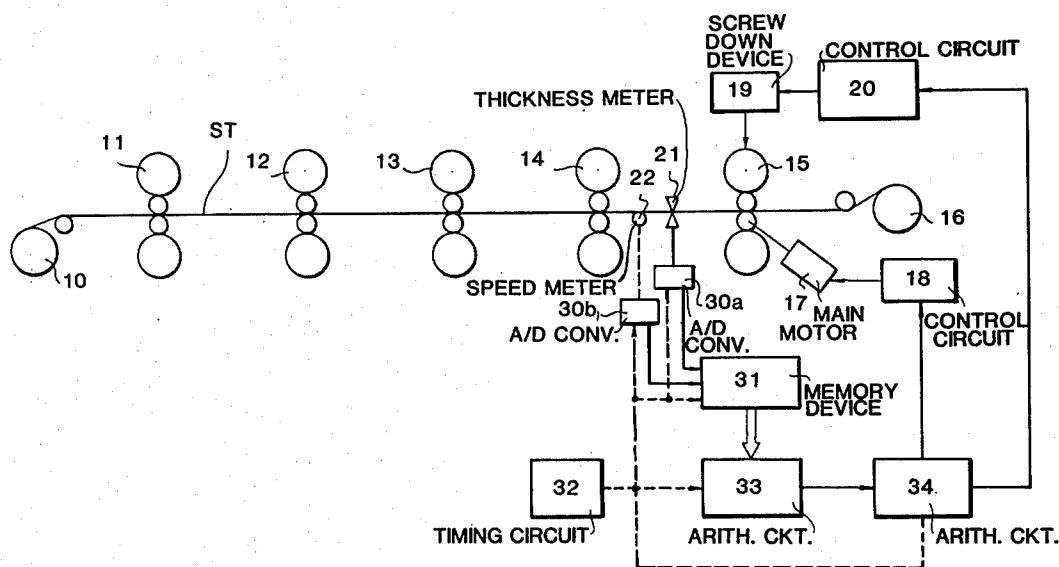 SCREW
DOWN
DEVICE
CONTROL CIRCUIT
19
20
THICKNESS METER
ST
11
12
13
14
21
15
22
10
16
SPEED METER
17
18
30b
30a
MAIN
MOTOR
CONTROL
CIRCUIT
A/D CONV.
A/D
CONV.
31
MEMORY
DEVICE
32
33
34
TIMING CIRCUIT
ARITH. CKT.
ARITH. CKT.